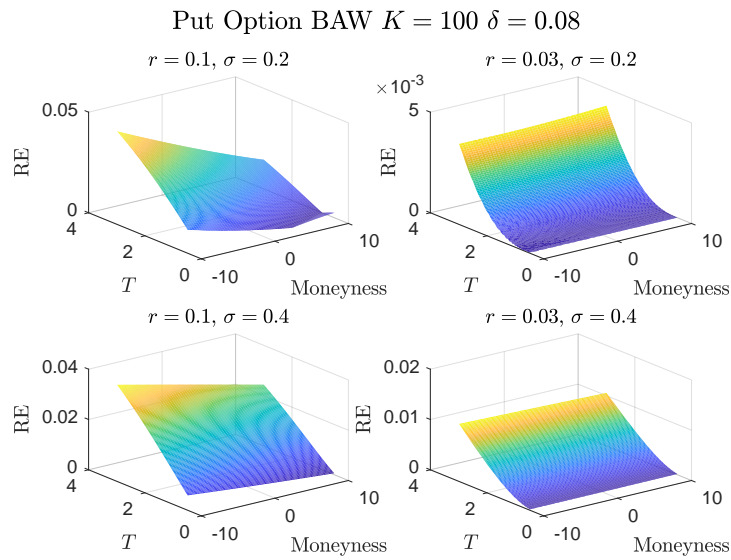 Put Option BAW K = 100 δ = 0.08
r = 0.1, σ = 0.2
0.05
0
RE
4
2
0
T
-10
0
10
Moneyness
r = 0.03, σ = 0.2
×10⁻³
5
0
RE
4
2
0
T
-10
0
10
Moneyness
r = 0.1, σ = 0.4
0.04
0.02
0
RE
4
2
0
T
-10
0
10
Moneyness
r = 0.03, σ = 0.4
0.02
0.01
0
RE
4
2
0
T
-10
0
10
Moneyness